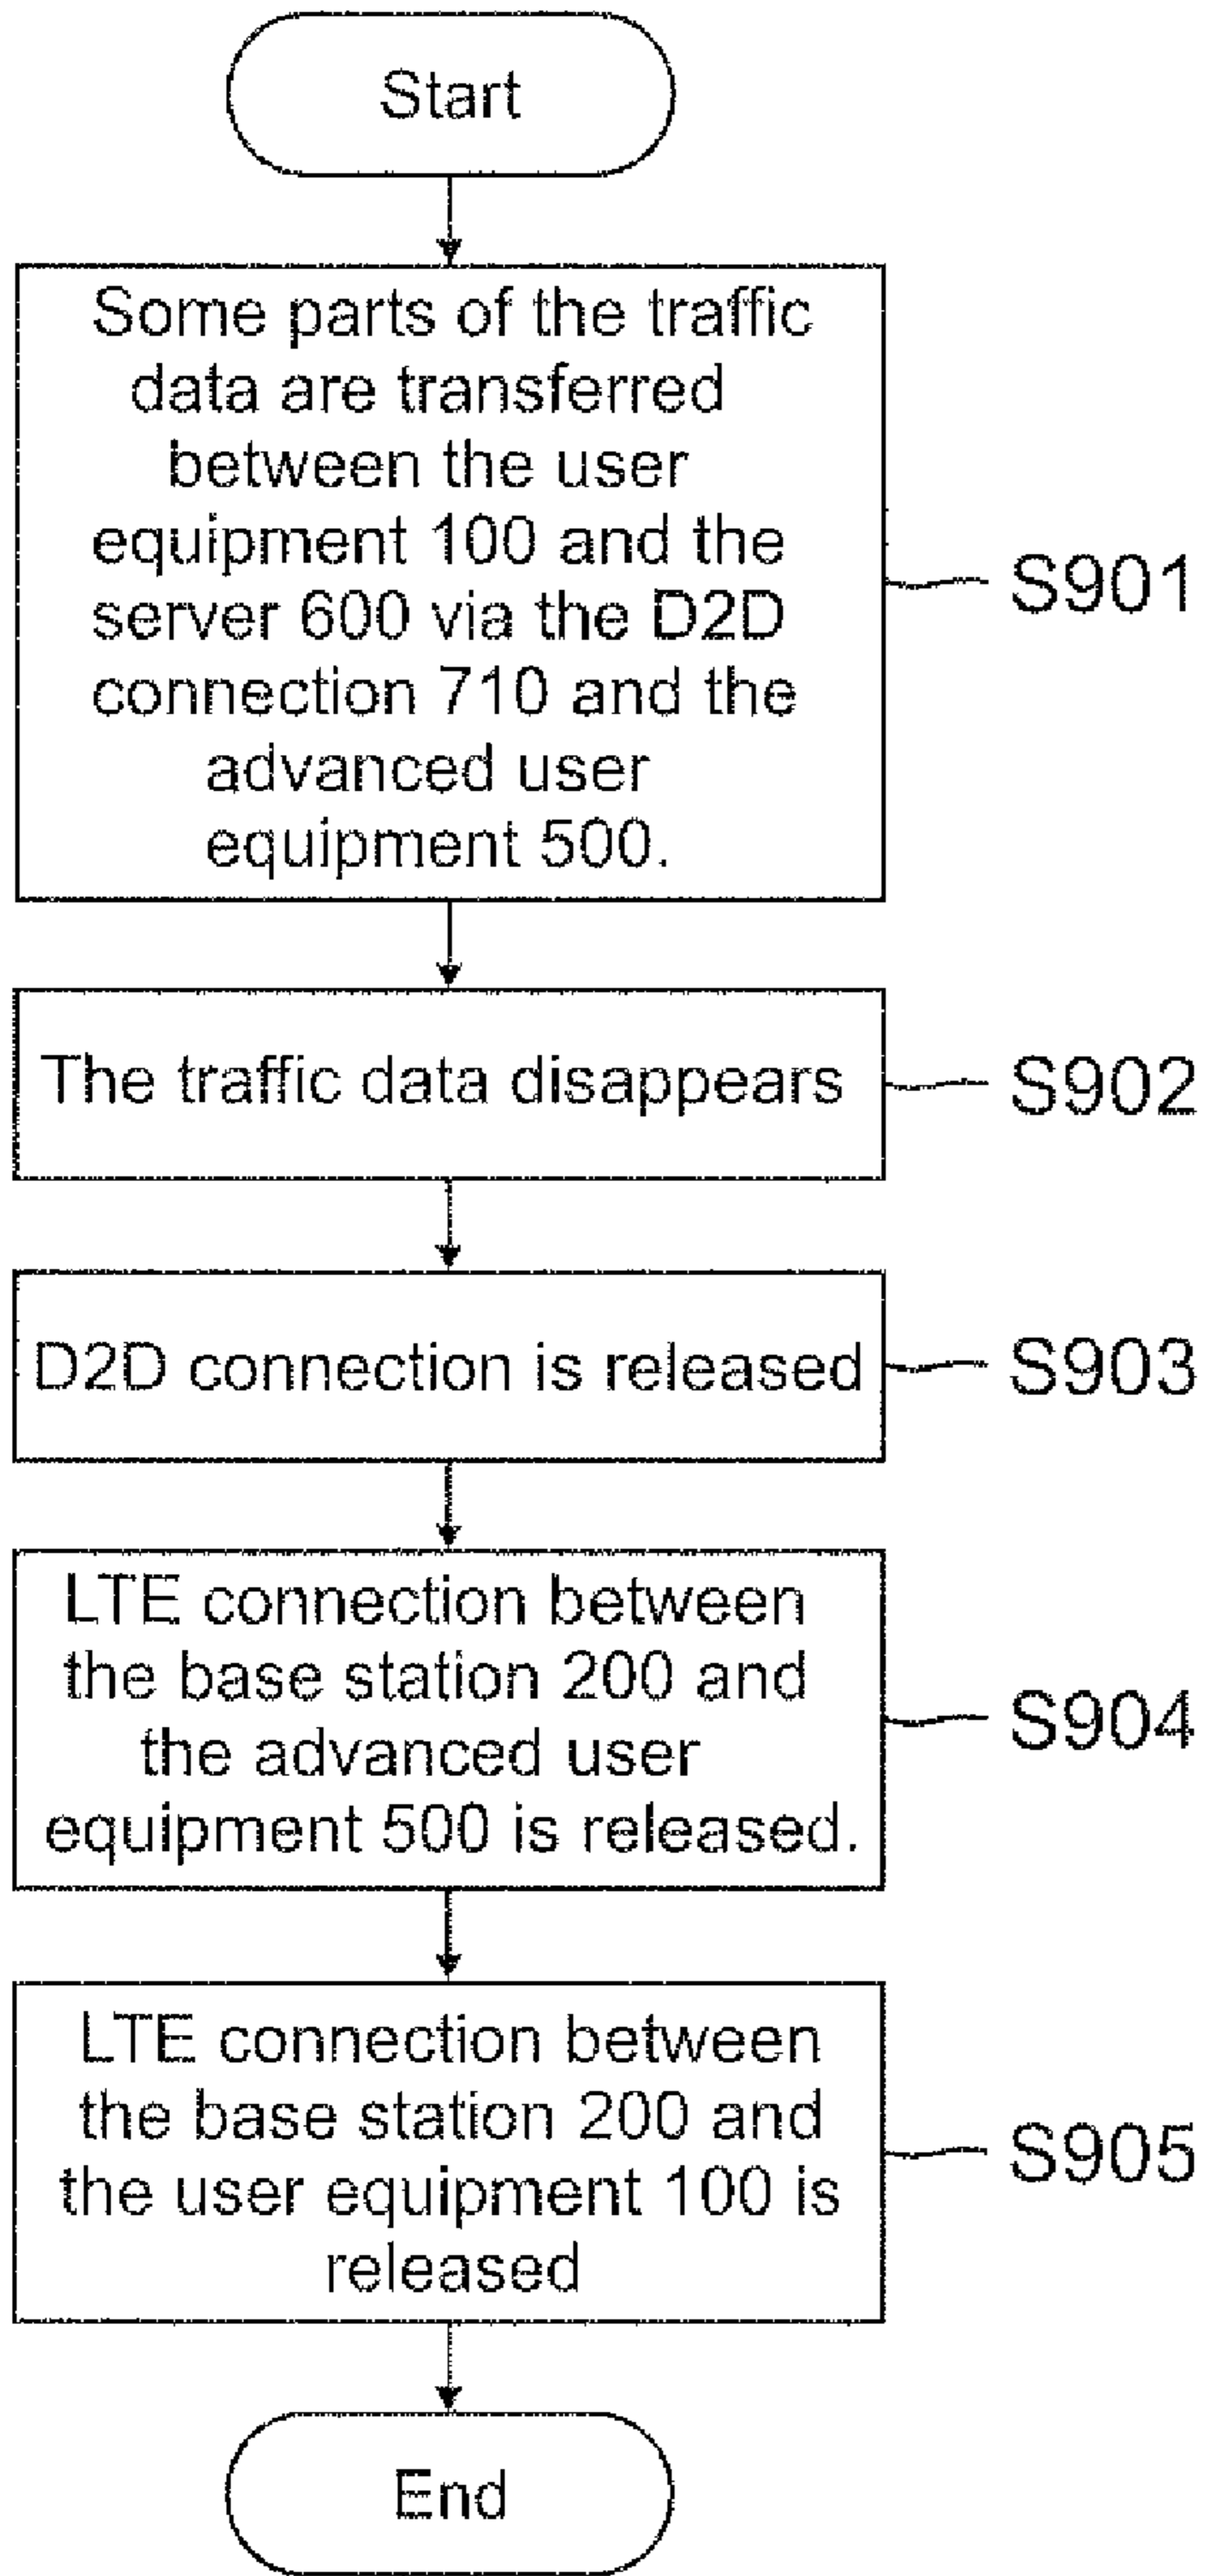 Start
Some parts of the traffic
data are transferred
between the user
equipment 100 and the
server 600 via the D2D
connection 710 and the
advanced user
equipment 500.
S901
The traffic data disappears
S902
D2D connection is released
S903
LTE connection between
the base station 200 and
the advanced user
equipment 500 is released.
S904
LTE connection between
the base station 200 and
the user equipment 100 is
released
S905
End